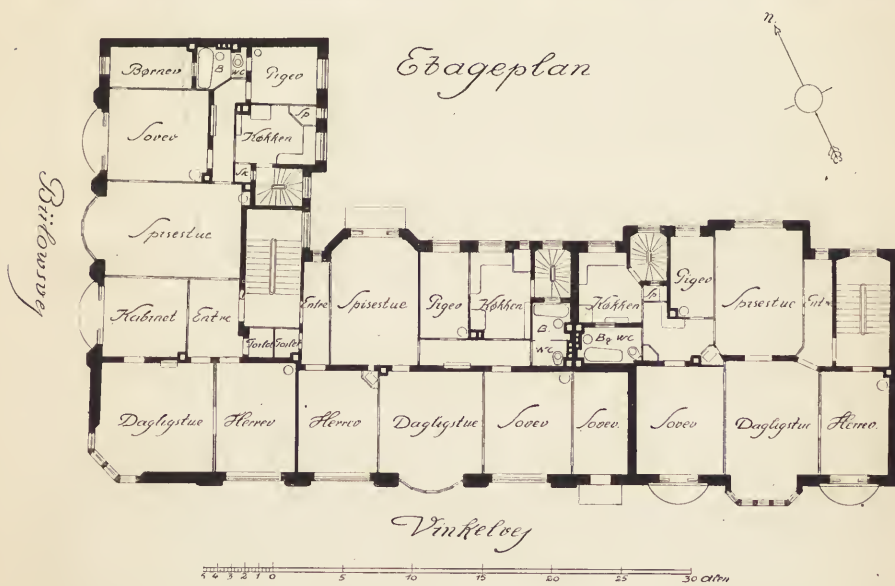 Etageplan
n.
Børnev
B
WC
Pigev
Sovev
Køkken
Sp
Sk
Spisestue
Bülowsvej
Kabinet
Entre
Toilet
Toilet
Entre
Spisestue
Pigev
Køkken
B.
WC
Køkken
Sp
Pigev
Spisestue
Entre
B og WC
Dagligstue
Herrev
Herrev
Dagligstue
Sovev
Sovev.
Sovev
Dagligstue
Herrev.
Vinkelvej
5 4 3 2 1 0 5 10 15 20 25 30 Alen